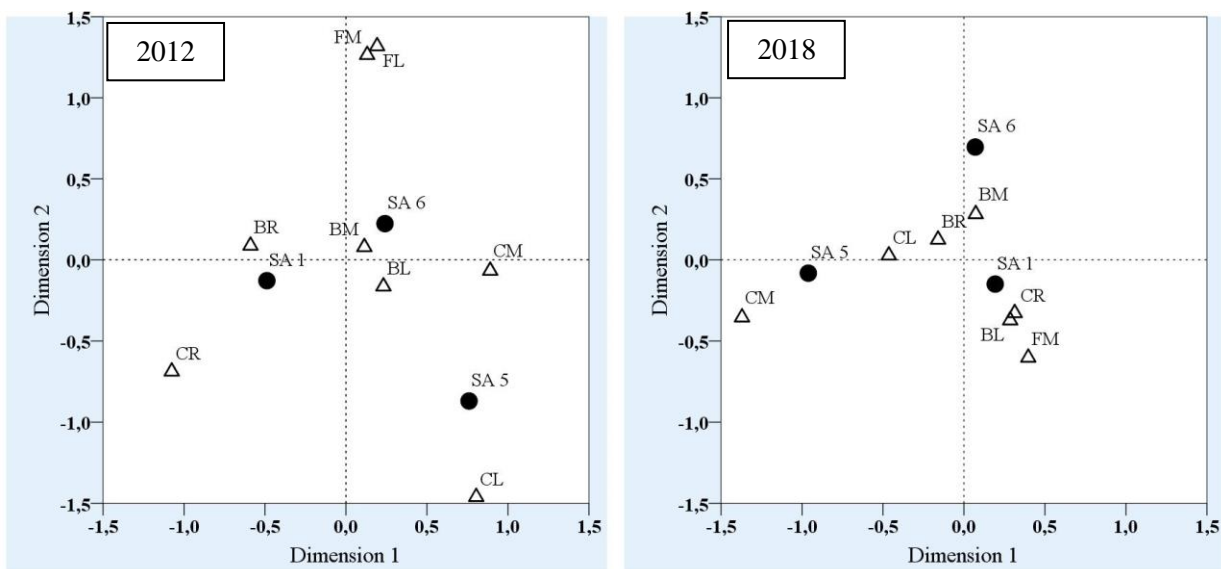 2012
1,5
1,0
0,5
0,0
-0,5
-1,0
-1,5
Dimension 2
FM
FL
SA 6
BR
BM
SA 1
BL
CM
CR
SA 5
CL
-1,5 -1,0 -0,5 0,0 0,5 1,0 1,5
Dimension 1
2018
1,5
1,0
0,5
0,0
-0,5
-1,0
-1,5
Dimension 2
SA 6
BM
BR
CL
SA 5
SA 1
CM
CR
BL
FM
-1,5 -1,0 -0,5 0,0 0,5 1,0 1,5
Dimension 1